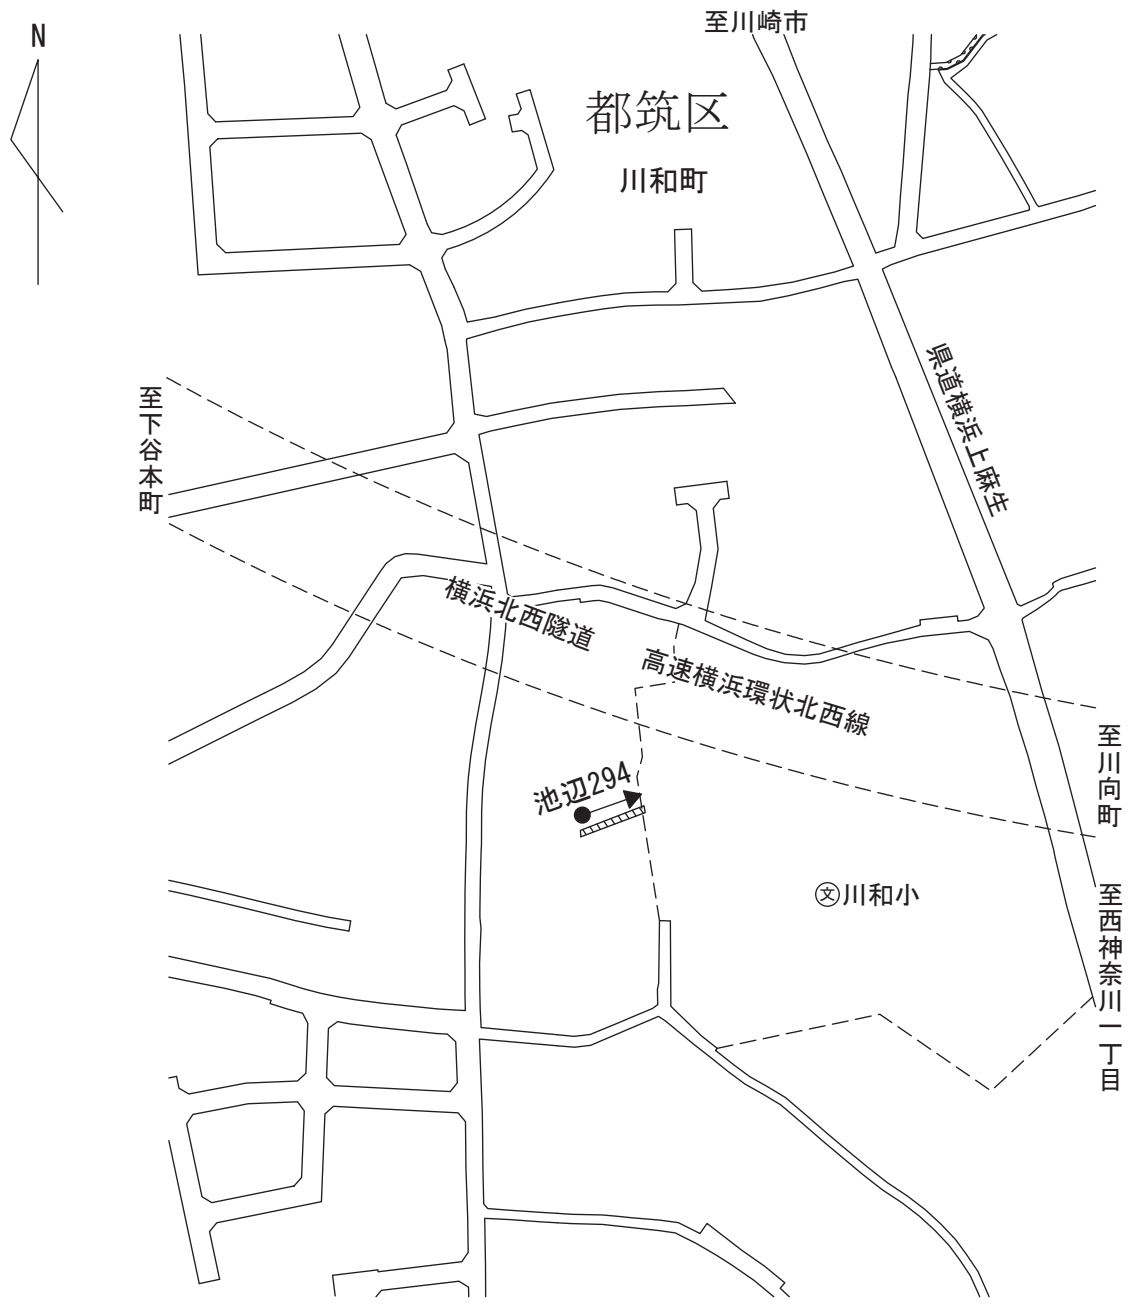 至川崎市
N
都筑区
川和町
県道横浜上麻生
至下谷本町
横浜北西隧道
高速横浜環状北西線
至川向町
池辺294
文川和小
至西神奈川一丁目